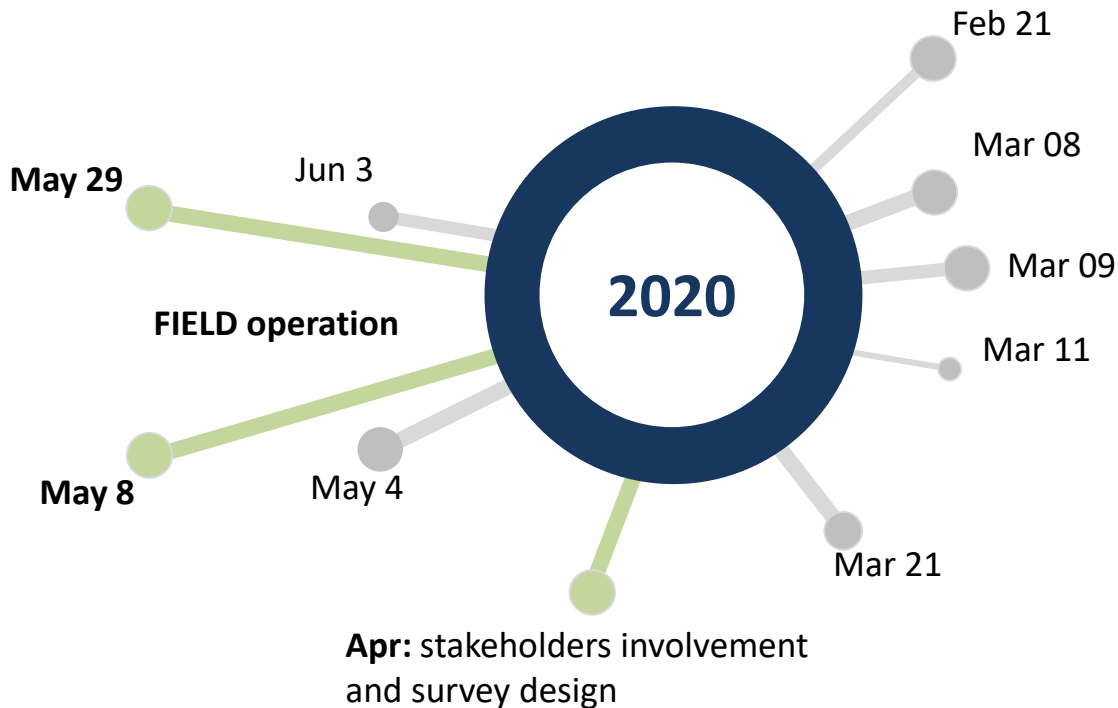 Feb 21
Mar 08
Mar 09
Mar 11
Mar 21
Apr: stakeholders involvement
and survey design
May 4
May 8
FIELD operation
May 29
Jun 3
2020